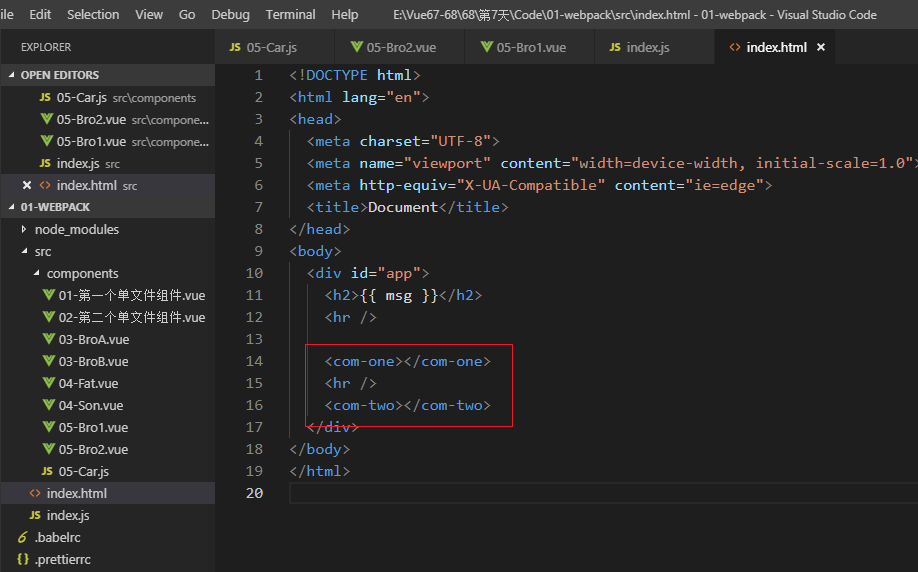 ile Edit Selection View Go Debug Terminal Help E:\Vue67-68\68\第7天\Code\01-webpack\src\index.html - 01-webpack - Visual Studio Code
EXPLORER
JS 05-Car.js 05-Bro2.vue 05-Bro1.vue JS index.js <> index.html ×
OPEN EDITORS
JS 05-Car.js src\components
05-Bro2.vue src\compone...
05-Bro1.vue src\compone...
JS index.js src
× <> index.html src
01-WEBPACK
node_modules
src
components
01-第一个单文件组件.vue
02-第二个单文件组件.vue
03-BroA.vue
03-BroB.vue
04-Fat.vue
04-Son.vue
05-Bro1.vue
05-Bro2.vue
JS 05-Car.js
<> index.html
JS index.js
.babelrc
{} .prettierrc
1 <!DOCTYPE html>
2 <html lang="en">
3 <head>
4 <meta charset="UTF-8">
5 <meta name="viewport" content="width=device-width, initial-scale=1.0">
6 <meta http-equiv="X-UA-Compatible" content="ie=edge">
7 <title>Document</title>
8 </head>
9 <body>
10 <div id="app">
11 <h2>{{ msg }}</h2>
12 <hr />
13
14 <com-one></com-one>
15 <hr />
16 <com-two></com-two>
17 </div>
18 </body>
19 </html>
20